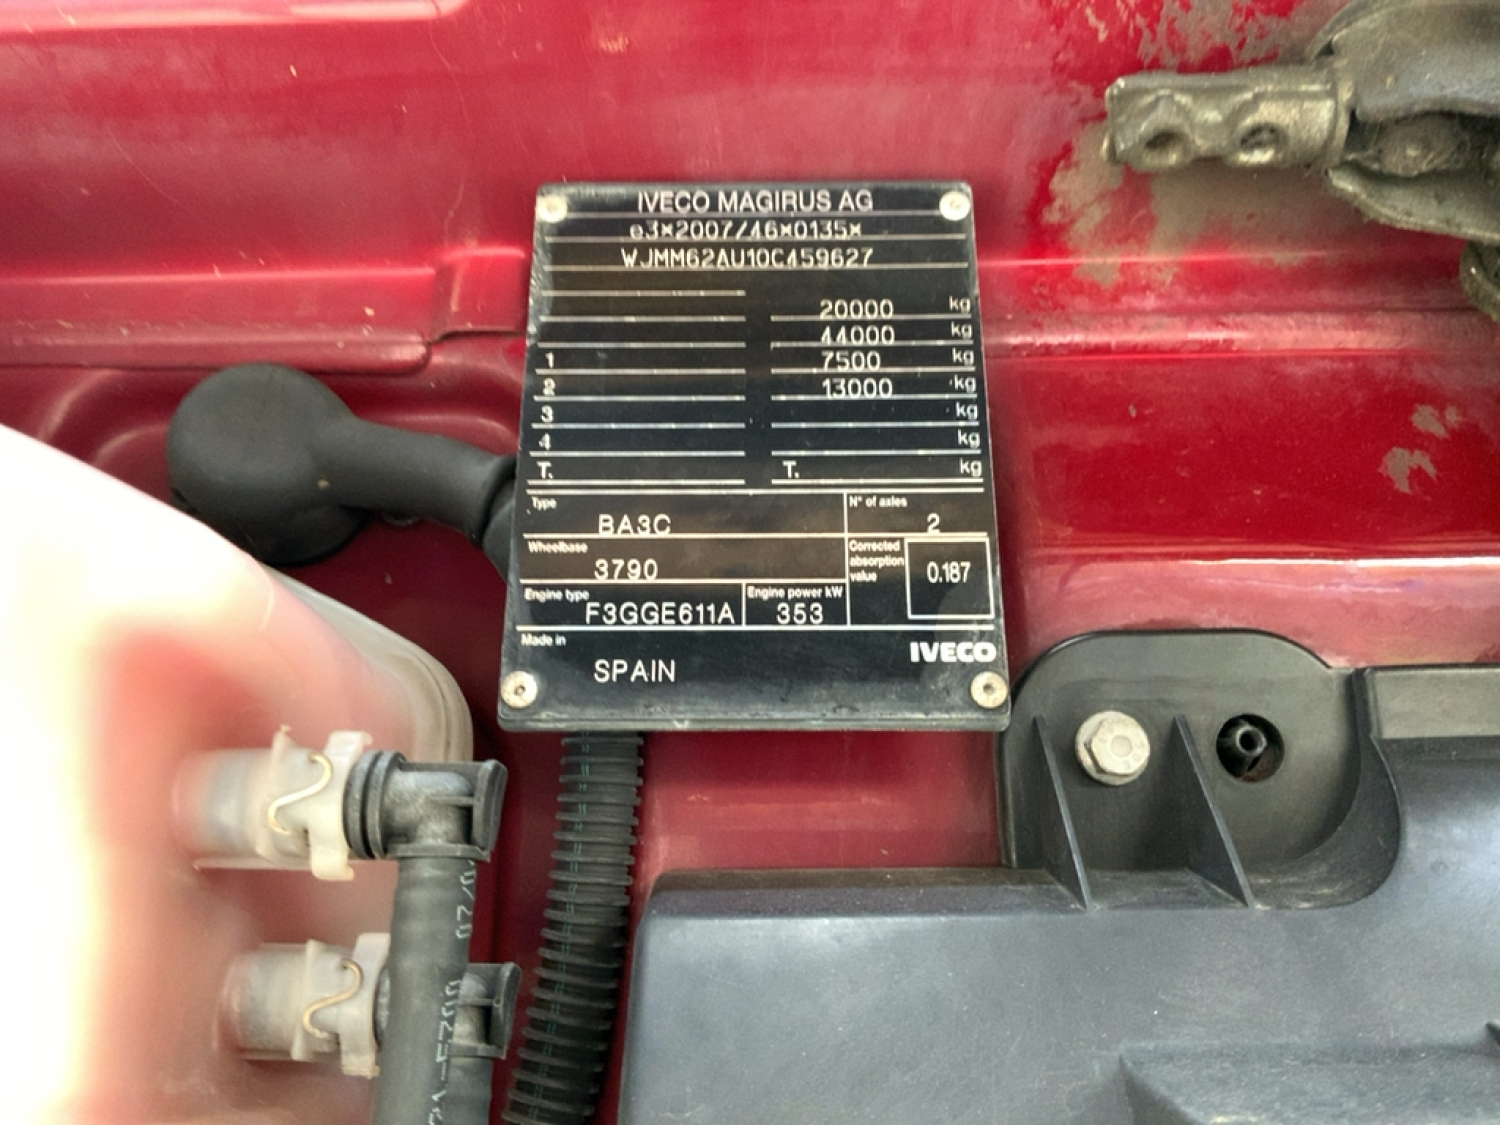 IVECO MAGIRUS AG
e3*2007/46*0135*
WJMM62AU10C459627
20000 kg
44000 kg
1 7500 kg
2 13000 kg
3 kg
4 kg
T. T. kg
Type BA3C N° of axles 2
Wheelbase 3790 Corrected absorption value 0.187
Engine type F3GGE611A Engine power kW 353
Made in SPAIN
IVECO